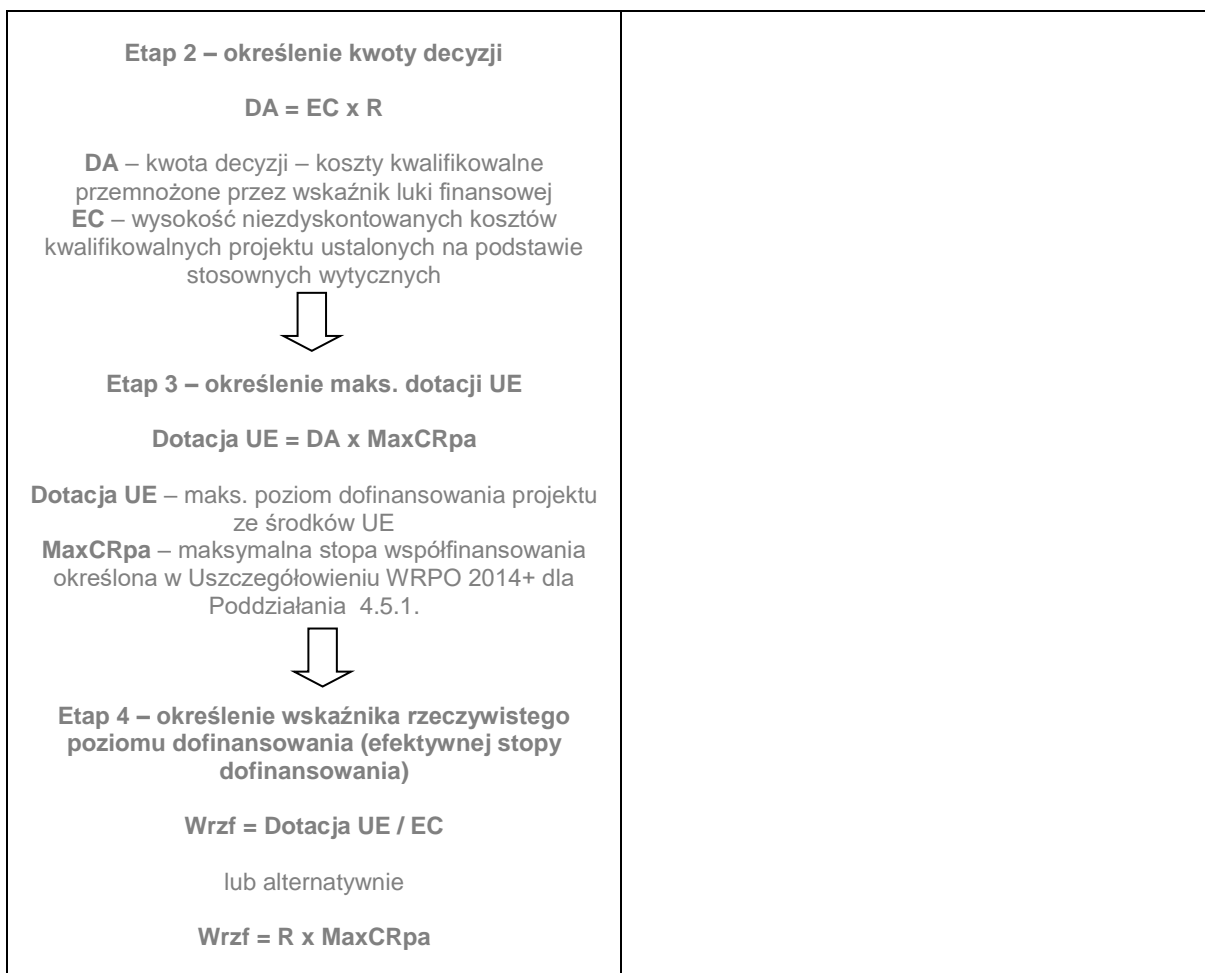 Etap 2 – określenie kwoty decyzji
DA = EC x R
DA – kwota decyzji – koszty kwalifikowalne
przemnożone przez wskaźnik luki finansowej
EC – wysokość niezdyskontowanych kosztów
kwalifikowalnych projektu ustalonych na podstawie
stosownych wytycznych
Etap 3 – określenie maks. dotacji UE
Dotacja UE = DA x MaxCRpa
Dotacja UE – maks. poziom dofinansowania projektu
ze środków UE
MaxCRpa – maksymalna stopa współfinansowania
określona w Uszczegółowieniu WRPO 2014+ dla
Poddziałania 4.5.1.
Etap 4 – określenie wskaźnika rzeczywistego
poziomu dofinansowania (efektywnej stopy
dofinansowania)
Wrzf = Dotacja UE / EC
lub alternatywnie
Wrzf = R x MaxCRpa